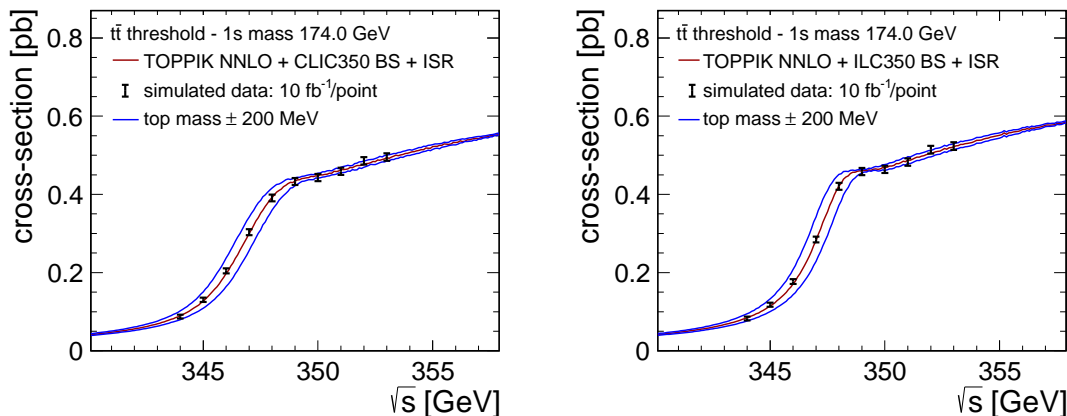 tt̄ threshold - 1s mass 174.0 GeV
TOPPIK NNLO + CLIC350 BS + ISR
simulated data: 10 fb⁻¹/point
top mass ± 200 MeV
cross-section [pb]
0.8
0.6
0.4
0.2
0
345
350
355
√s [GeV]
tt̄ threshold - 1s mass 174.0 GeV
TOPPIK NNLO + ILC350 BS + ISR
simulated data: 10 fb⁻¹/point
top mass ± 200 MeV
cross-section [pb]
0.8
0.6
0.4
0.2
0
345
350
355
√s [GeV]